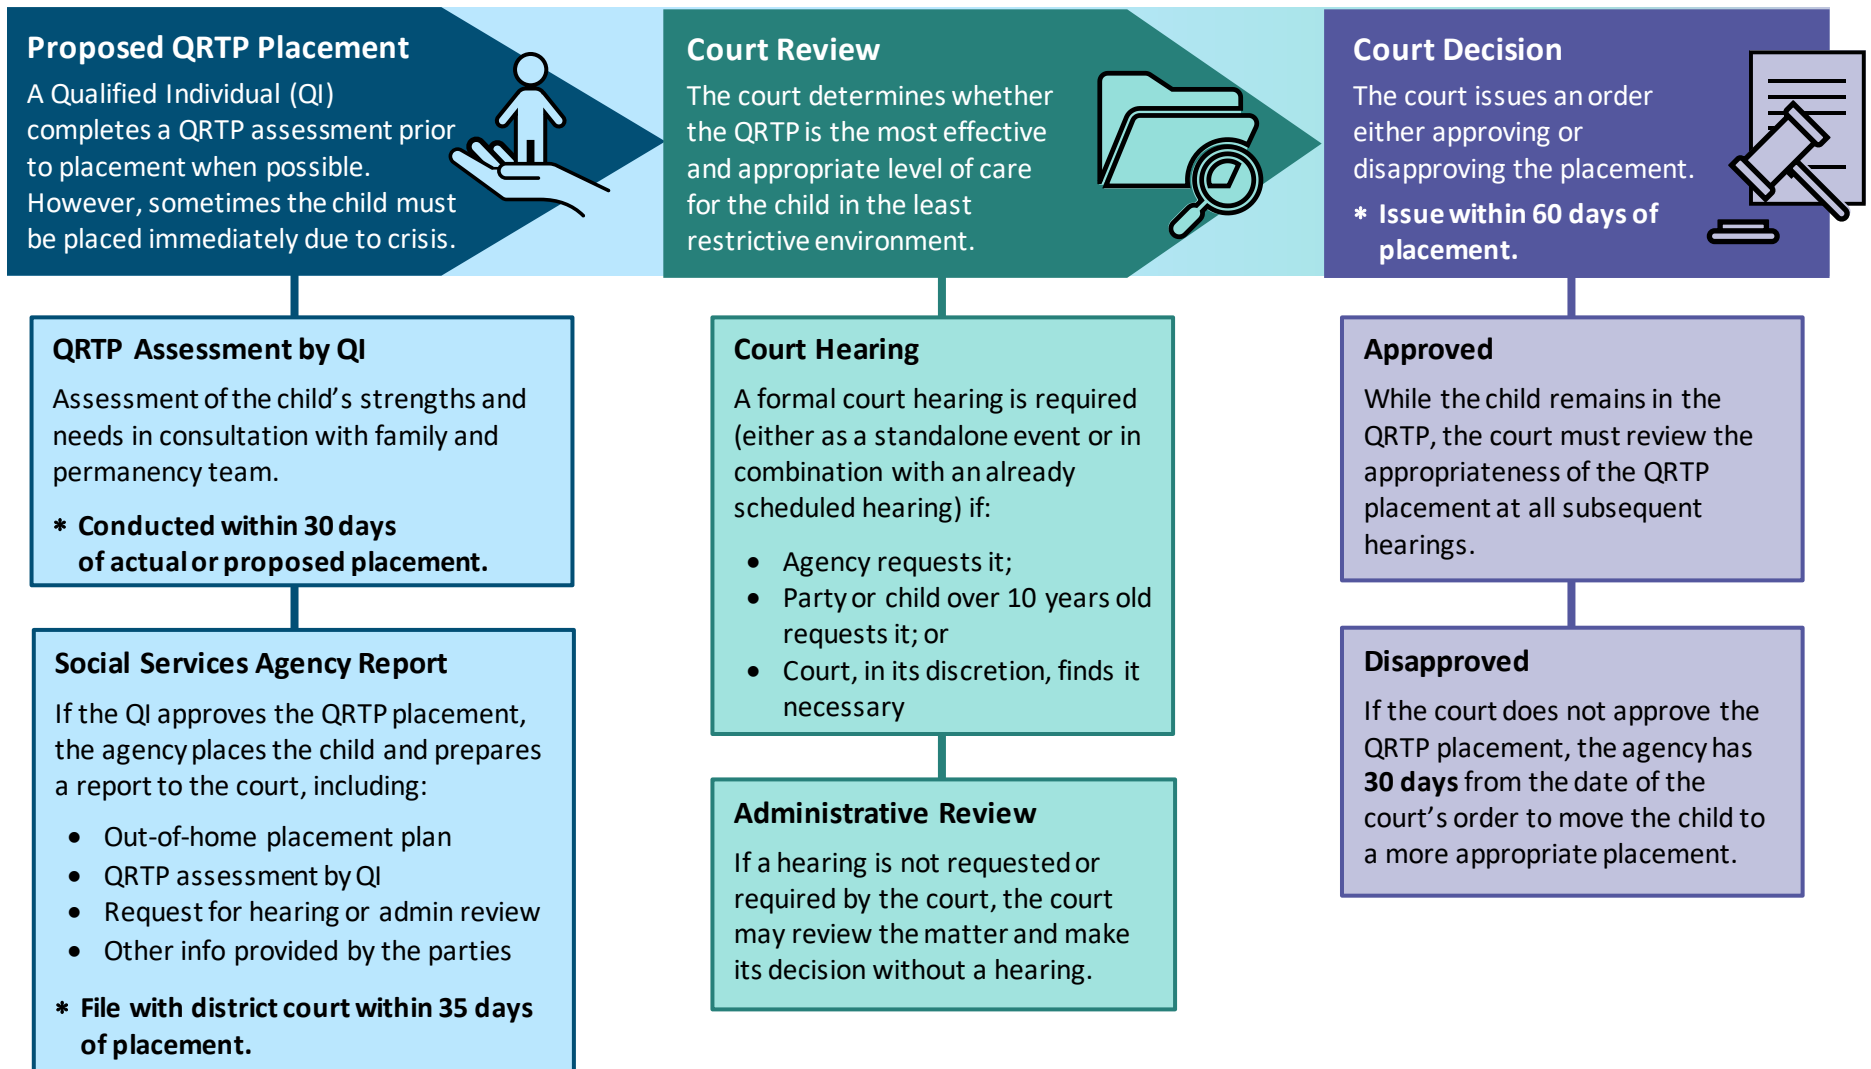 Proposed QRTP Placement
A Qualified Individual (QI)
completes a QRTP assessment prior
to placement when possible.
However, sometimes the child must
be placed immediately due to crisis.
QRTP Assessment by QI
Assessment of the child's strengths and
needs in consultation with family and
permanency team.
* Conducted within 30 days
of actual or proposed placement.
Social Services Agency Report
If the QI approves the QRTP placement,
the agency places the child and prepares
a report to the court, including:
• Out-of-home placement plan
• QRTP assessment by QI
• Request for hearing or admin review
• Other info provided by the parties
* File with district court within 35 days
of placement.
Court Review
The court determines whether
the QRTP is the most effective
and appropriate level of care
for the child in the least
restrictive environment.
Court Hearing
A formal court hearing is required
(either as a standalone event or in
combination with an already
scheduled hearing) if:
• Agency requests it;
• Party or child over 10 years old
requests it; or
• Court, in its discretion, finds it
necessary
Administrative Review
If a hearing is not requested or
required by the court, the court
may review the matter and make
its decision without a hearing.
Court Decision
The court issues an order
either approving or
disapproving the placement.
* Issue within 60 days of
placement.
Approved
While the child remains in the
QRTP, the court must review the
appropriateness of the QRTP
placement at all subsequent
hearings.
Disapproved
If the court does not approve the
QRTP placement, the agency has
30 days from the date of the
court's order to move the child to
a more appropriate placement.